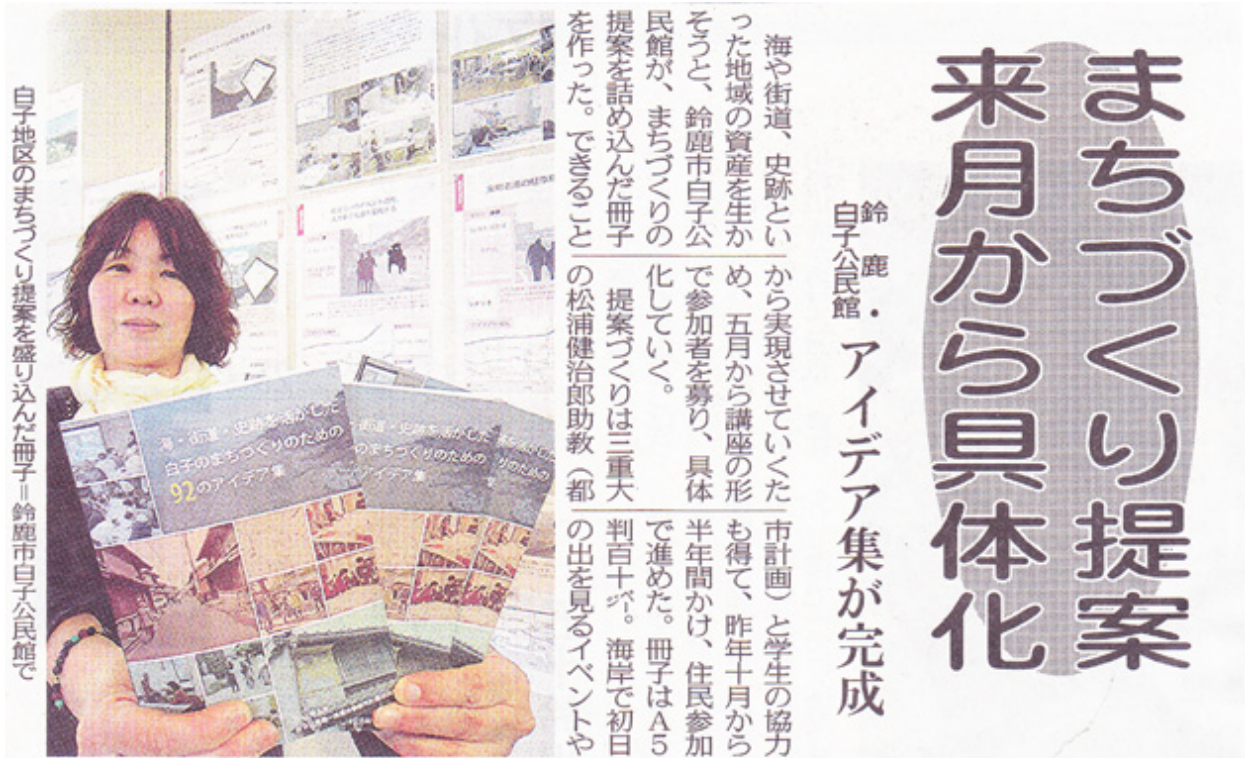 まちづくり提案
来月から具体化
鈴鹿・
白子公民館
アイデア集が完成
海や街道、史跡とい
った地域の資産を生か
そうと、鈴鹿市白子公
民館が、まちづくりの
提案を詰め込んだ冊子
を作った。できること
から実現させていくた
め、五月から講座の形
で参加者を募り、具体
化していく。
提案づくりは三重大
の松浦健治郎助教（都
市計画）と学生の協力
も得て、昨年十月から
半年間かけ、住民参加
で進めた。冊子はA5
判百十ページ。海岸で初日
の出を見るイベントや
海・街道・史跡を活かした
白子のまちづくりのための
92のアイデア集
白子地区のまちづくり提案を盛り込んだ冊子＝鈴鹿市白子公民館で